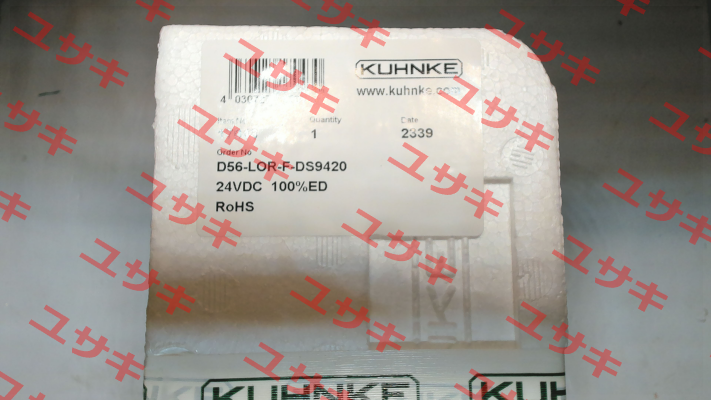 KUHNKE
www.kuhnke.com
Quantity
Date
1
2339
Order No
D56-LOR-F-DS9420
24VDC 100%ED
RoHS
KUHNKE
KUH
ユサキ